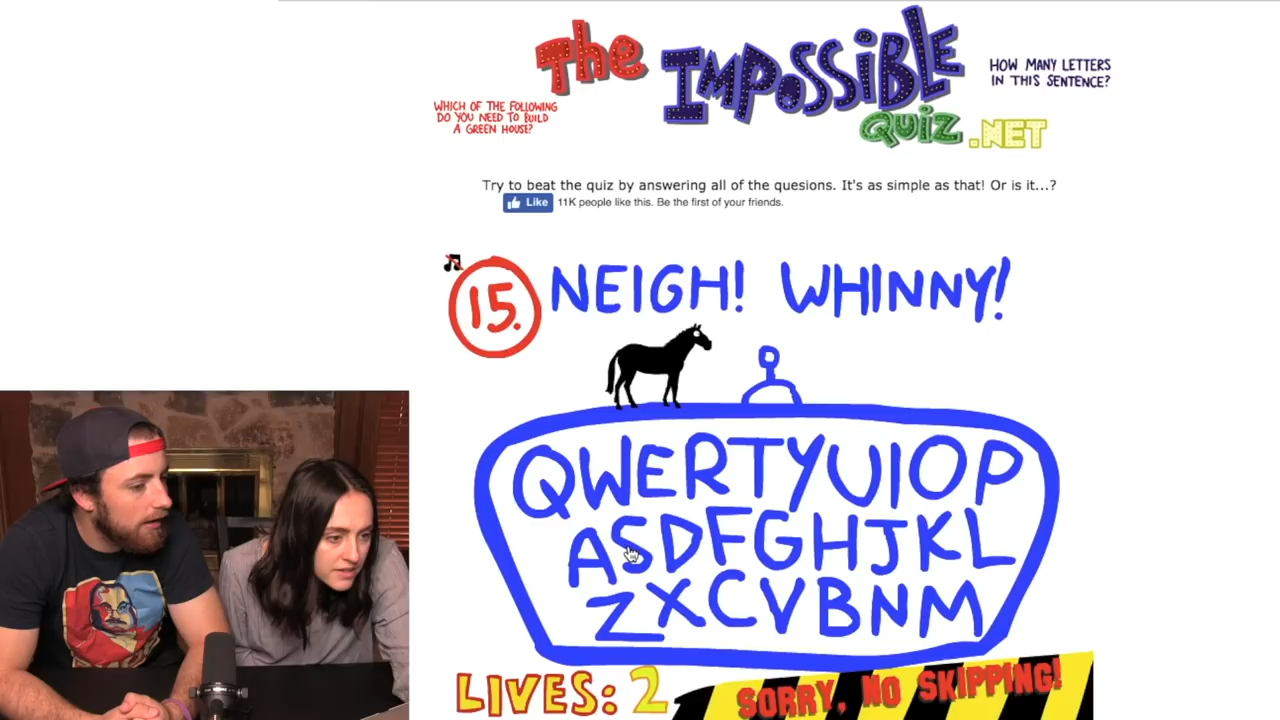 The IMPOSSIBLE
QUIZ .NET
WHICH OF THE FOLLOWING
DO YOU NEED TO BUILD
A GREEN HOUSE?
HOW MANY LETTERS
IN THIS SENTENCE?
Try to beat the quiz by answering all of the quesions. It's as simple as that! Or is it...?
Like 11K people like this. Be the first of your friends.
15. NEIGH! WHINNY!
QWERTYUIOP
ASDFGHJKL
ZXCVBNM
LIVES: 2
SORRY, NO SKIPPING!